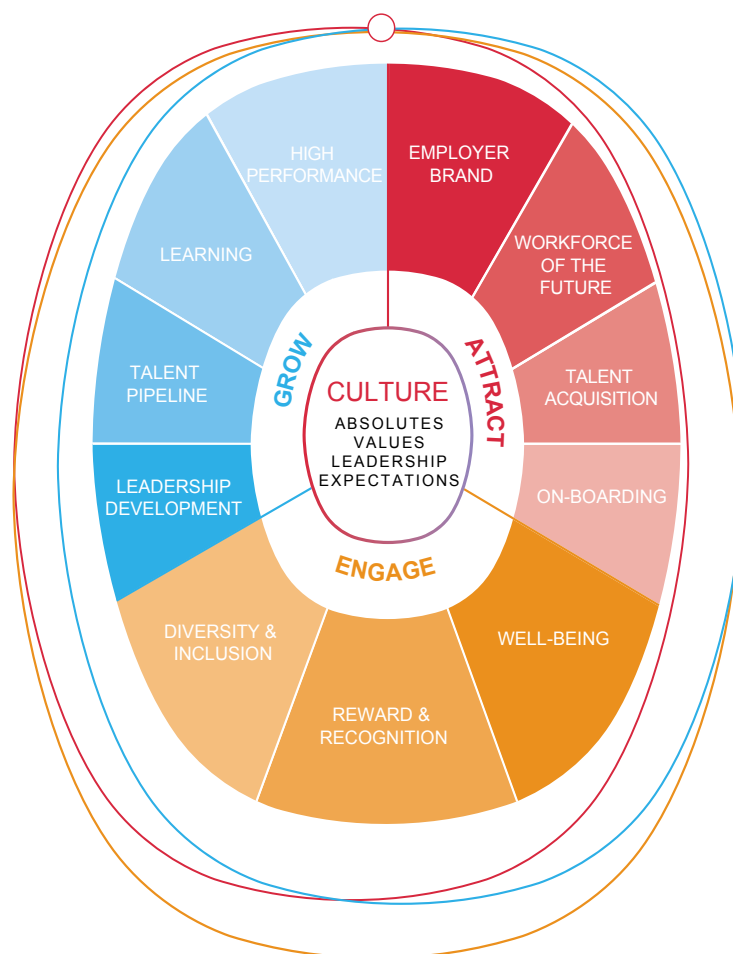 HIGH
PERFORMANCE
EMPLOYER
BRAND
LEARNING
WORKFORCE
OF THE
FUTURE
GROW
ATTRACT
TALENT
PIPELINE
CULTURE
ABSOLUTES
VALUES
LEADERSHIP
EXPECTATIONS
TALENT
ACQUISITION
LEADERSHIP
DEVELOPMENT
ON-BOARDING
ENGAGE
DIVERSITY &
INCLUSION
WELL-BEING
REWARD &
RECOGNITION